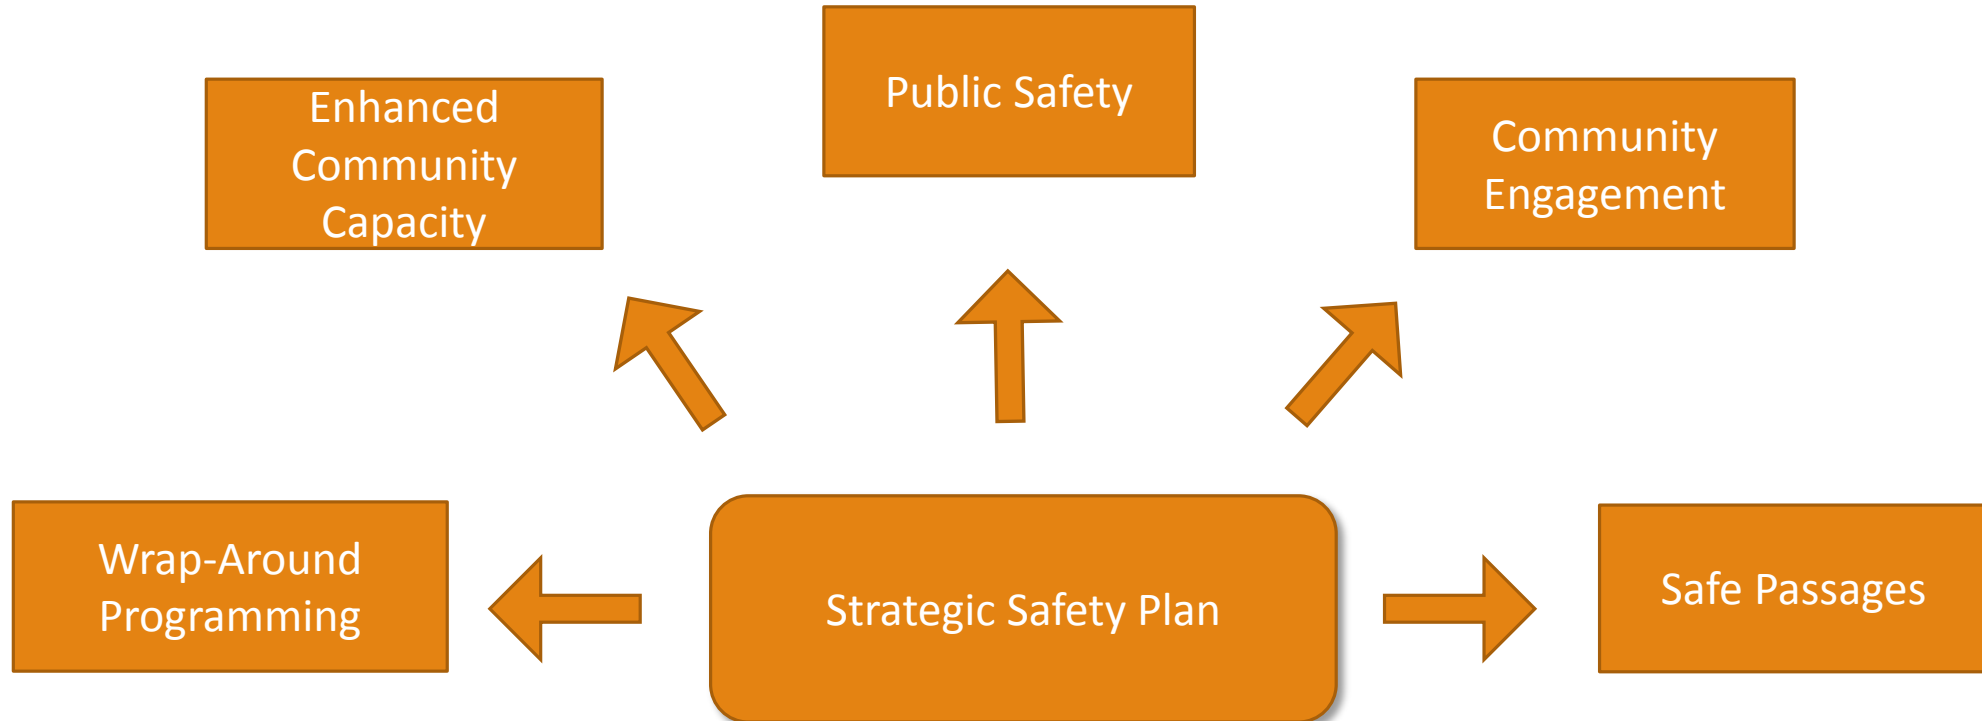 Public Safety
Enhanced
Community
Capacity
Community
Engagement
Wrap-Around
Programming
Strategic Safety Plan
Safe Passages